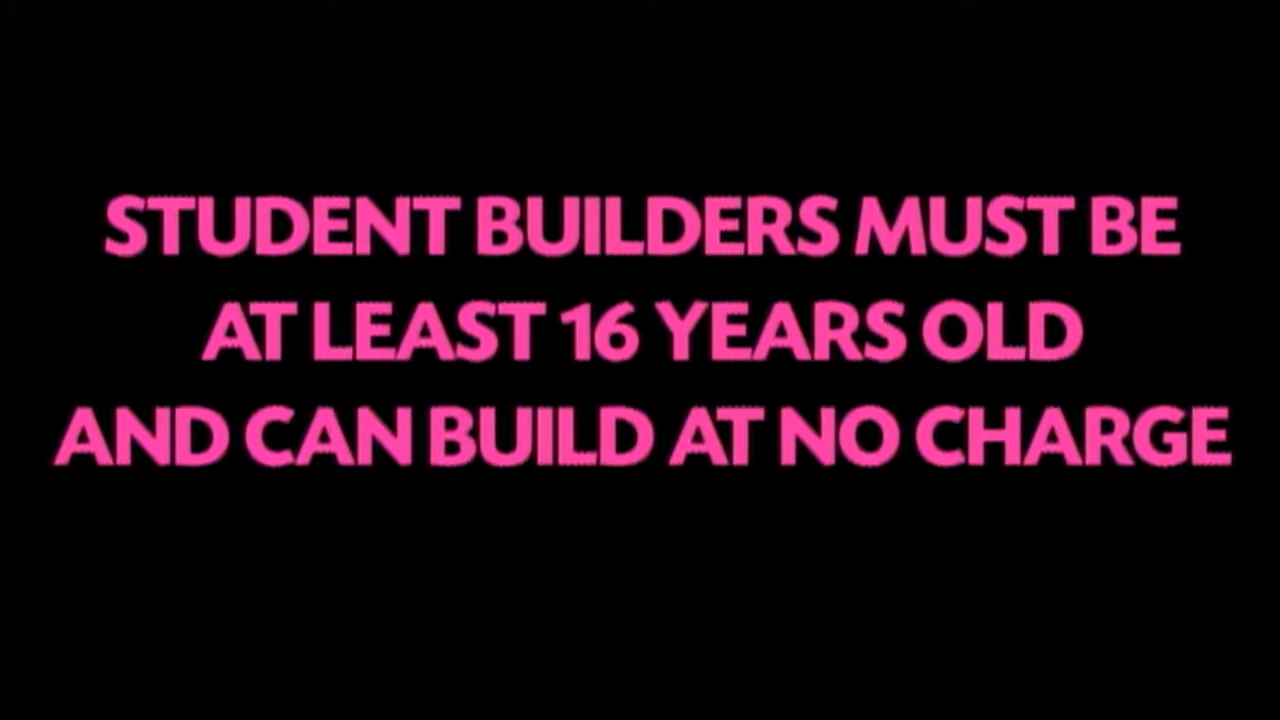 STUDENT BUILDERS MUST BE
AT LEAST 16 YEARS OLD
AND CAN BUILD AT NO CHARGE